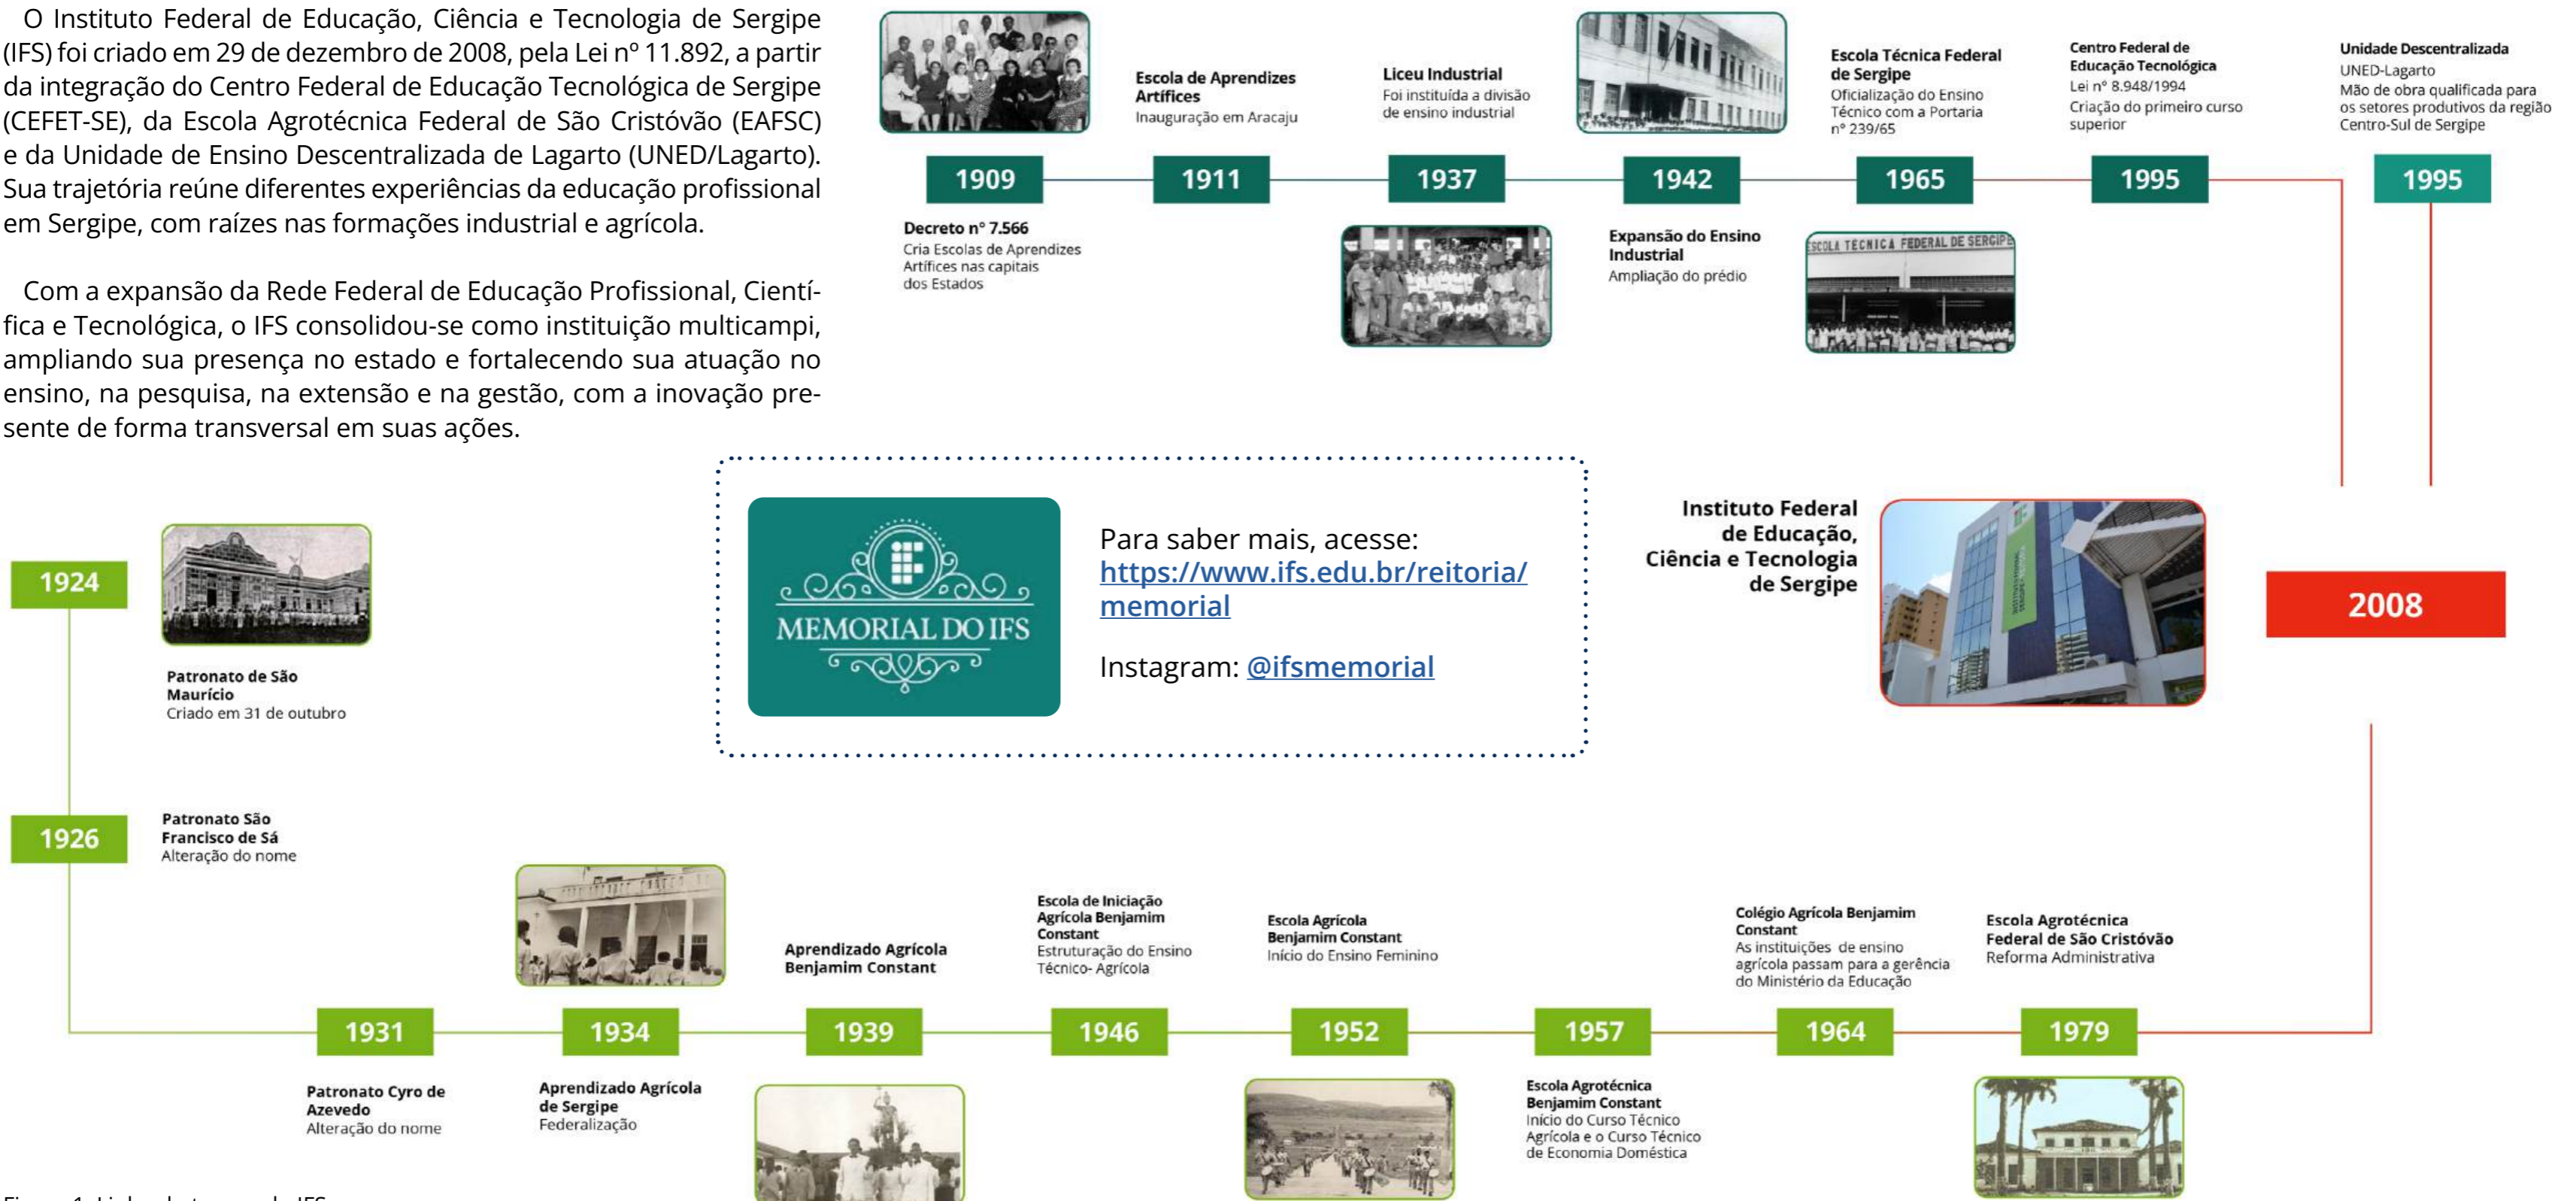 O Instituto Federal de Educação, Ciência e Tecnologia de Sergipe
(IFS) foi criado em 29 de dezembro de 2008, pela Lei nº 11.892, a partir
da integração do Centro Federal de Educação Tecnológica de Sergipe
(CEFET-SE), da Escola Agrotécnica Federal de São Cristóvão (EAFSC)
e da Unidade de Ensino Descentralizada de Lagarto (UNED/Lagarto).
Sua trajetória reúne diferentes experiências da educação profissional
em Sergipe, com raízes nas formações industrial e agrícola.
Com a expansão da Rede Federal de Educação Profissional, Cientí-
fica e Tecnológica, o IFS consolidou-se como instituição multicampi,
ampliando sua presença no estado e fortalecendo sua atuação no
ensino, na pesquisa, na extensão e na gestão, com a inovação pre-
sente de forma transversal em suas ações.
1909
Decreto nº 7.566
Cria Escolas de Aprendizes
Artífices nas capitais
dos Estados
Escola de Aprendizes
Artífices
Inauguração em Aracaju
1911
Liceu Industrial
Foi instituída a divisão
de ensino industrial
1937
1942
Expansão do Ensino
Industrial
Ampliação do prédio
Escola Técnica Federal
de Sergipe
Oficialização do Ensino
Técnico com a Portaria
nº 239/65
1965
ESCOLA TECNICA FEDERAL DE SERGIPE
Centro Federal de
Educação Tecnológica
Lei nº 8.948/1994
Criação do primeiro curso
superior
1995
Unidade Descentralizada
UNED-Lagarto
Mão de obra qualificada para
os setores produtivos da região
Centro-Sul de Sergipe
1995
MEMORIAL DO IFS
Para saber mais, acesse:
https://www.ifs.edu.br/reitoria/
memorial
Instagram: @ifsmemorial
Instituto Federal
de Educação,
Ciência e Tecnologia
de Sergipe
2008
1924
Patronato de São
Maurício
Criado em 31 de outubro
1926
Patronato São
Francisco de Sá
Alteração do nome
1931
Patronato Cyro de
Azevedo
Alteração do nome
1934
Aprendizado Agrícola
de Sergipe
Federalização
Aprendizado Agrícola
Benjamim Constant
1939
Escola de Iniciação
Agrícola Benjamim
Constant
Estruturação do Ensino
Técnico- Agrícola
1946
Escola Agrícola
Benjamim Constant
Início do Ensino Feminino
1952
1957
Escola Agrotécnica
Benjamim Constant
Início do Curso Técnico
Agrícola e o Curso Técnico
de Economia Doméstica
Colégio Agrícola Benjamim
Constant
As instituições de ensino
agrícola passam para a gerência
do Ministério da Educação
1964
Escola Agrotécnica
Federal de São Cristóvão
Reforma Administrativa
1979